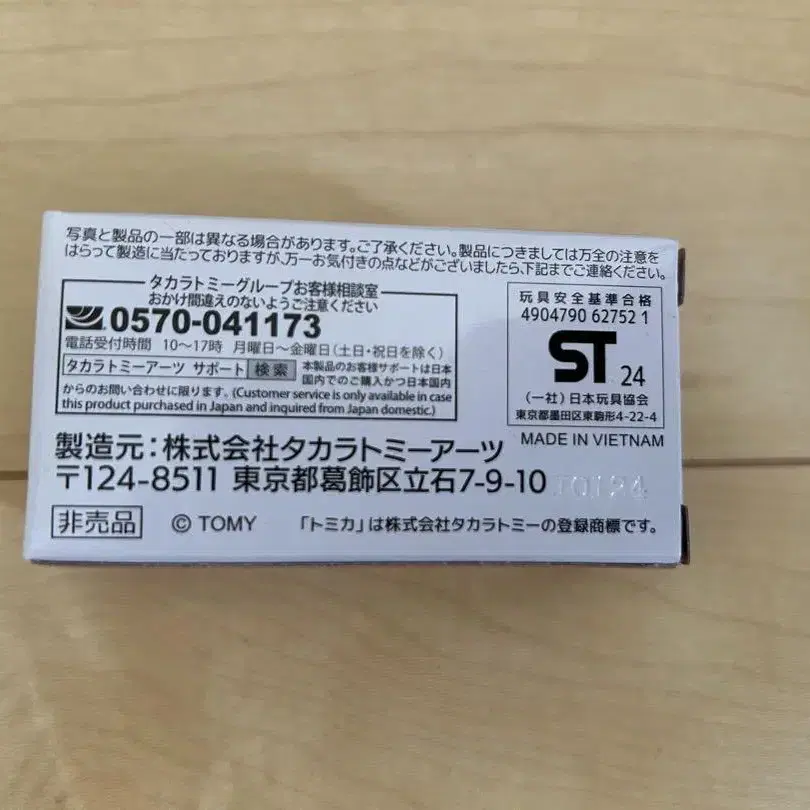 写真と製品の一部は異なる場合があります。ご了承ください。製品につきましては万全の注意を
はらって製造に当たっておりますが、万一お気付きの点などがございましたら、下記までご連絡ください。
タカラトミーグループお客様相談室
おかけ間違えのないようご注意ください
0570-041173
電話受付時間 10〜17時 月曜日〜金曜日(土日・祝日を除く)
タカラトミーアーツ サポート 検索 本製品のお客様サポートは日本
国内でのご購入かつ日本国内
からのお問い合わせに限ります。(Customer service is only available in case
this product purchased in Japan and inquired from Japan domestic.)
玩具安全基準合格
4904790 62752 1
ST 24
(一社)日本玩具協会
東京都墨田区東駒形4-22-4
MADE IN VIETNAM
製造元:株式会社タカラトミーアーツ
〒124-8511 東京都葛飾区立石7-9-10
非売品 © TOMY 「トミカ」は株式会社タカラトミーの登録商標です。